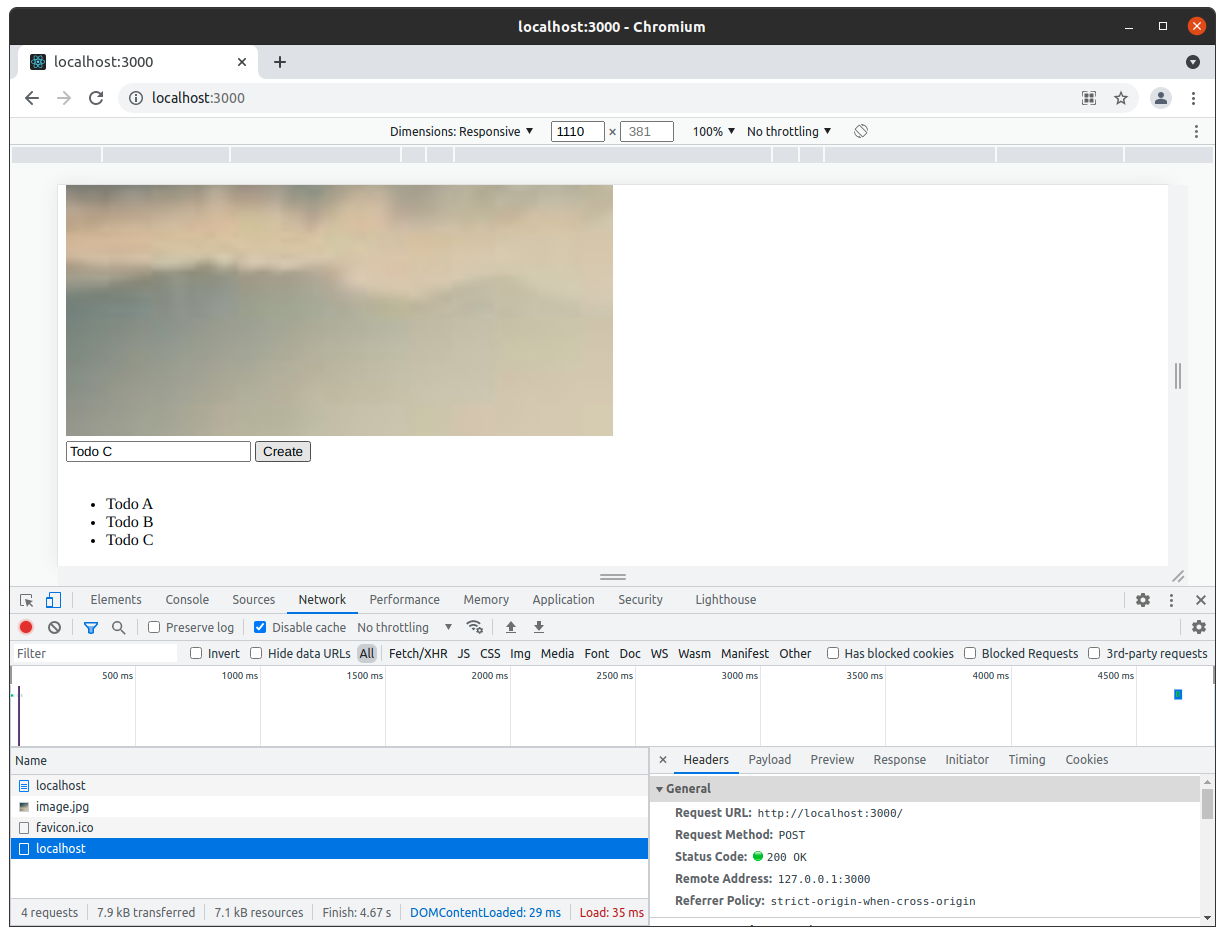 localhost:3000 - Chromium
localhost:3000
localhost:3000
Dimensions: Responsive 1110 × 381 100% No throttling
Todo C Create
Todo A
Todo B
Todo C
Elements Console Sources Network Performance Memory Application Security Lighthouse
Preserve log Disable cache No throttling
Filter Invert Hide data URLs All Fetch/XHR JS CSS Img Media Font Doc WS Wasm Manifest Other Has blocked cookies Blocked Requests 3rd-party requests
500 ms 1000 ms 1500 ms 2000 ms 2500 ms 3000 ms 3500 ms 4000 ms 4500 ms
Name
localhost
image.jpg
favicon.ico
localhost
4 requests 7.9 kB transferred 7.1 kB resources Finish: 4.67 s DOMContentLoaded: 29 ms Load: 35 ms
× Headers Payload Preview Response Initiator Timing Cookies
General
Request URL: http://localhost:3000/
Request Method: POST
Status Code: 200 OK
Remote Address: 127.0.0.1:3000
Referrer Policy: strict-origin-when-cross-origin